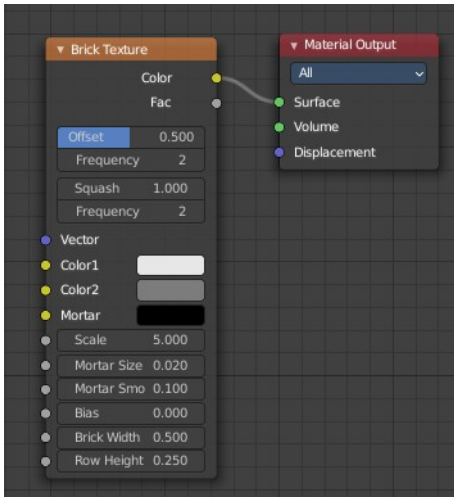 Brick Texture
Color
Fac
Offset 0.500
Frequency 2
Squash 1.000
Frequency 2
Vector
Color1
Color2
Mortar
Scale 5.000
Mortar Size 0.020
Mortar Smo 0.100
Bias 0.000
Brick Width 0.500
Row Height 0.250
Material Output
All
Surface
Volume
Displacement